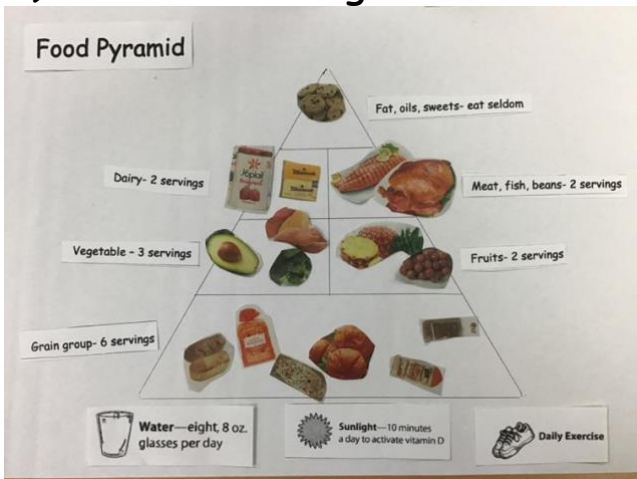 Food Pyramid
Fat, oils, sweets- eat seldom
Dairy- 2 servings
Yoplait
Meat, fish, beans- 2 servings
Vegetable - 3 servings
Fruits- 2 servings
Grain group- 6 servings
Water—eight, 8 oz.
glasses per day
Sunlight—10 minutes
a day to activate vitamin D
Daily Exercise